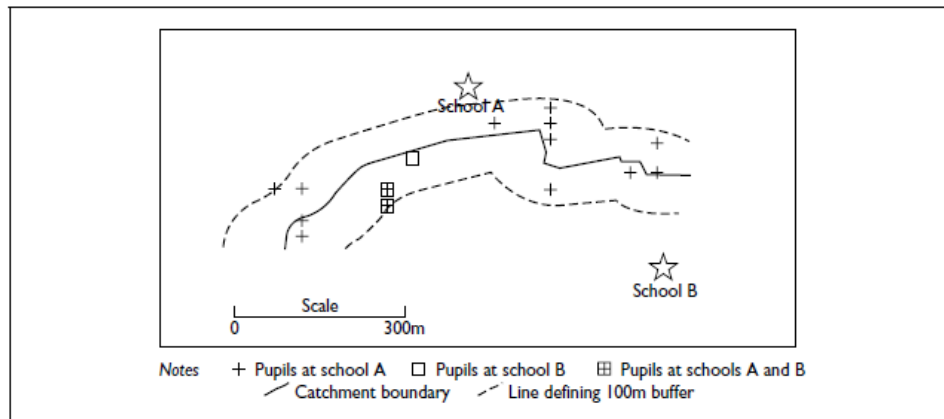 School A
School B
Scale
0 300m
Notes + Pupils at school A □ Pupils at school B ⊞ Pupils at schools A and B
Catchment boundary Line defining 100m buffer